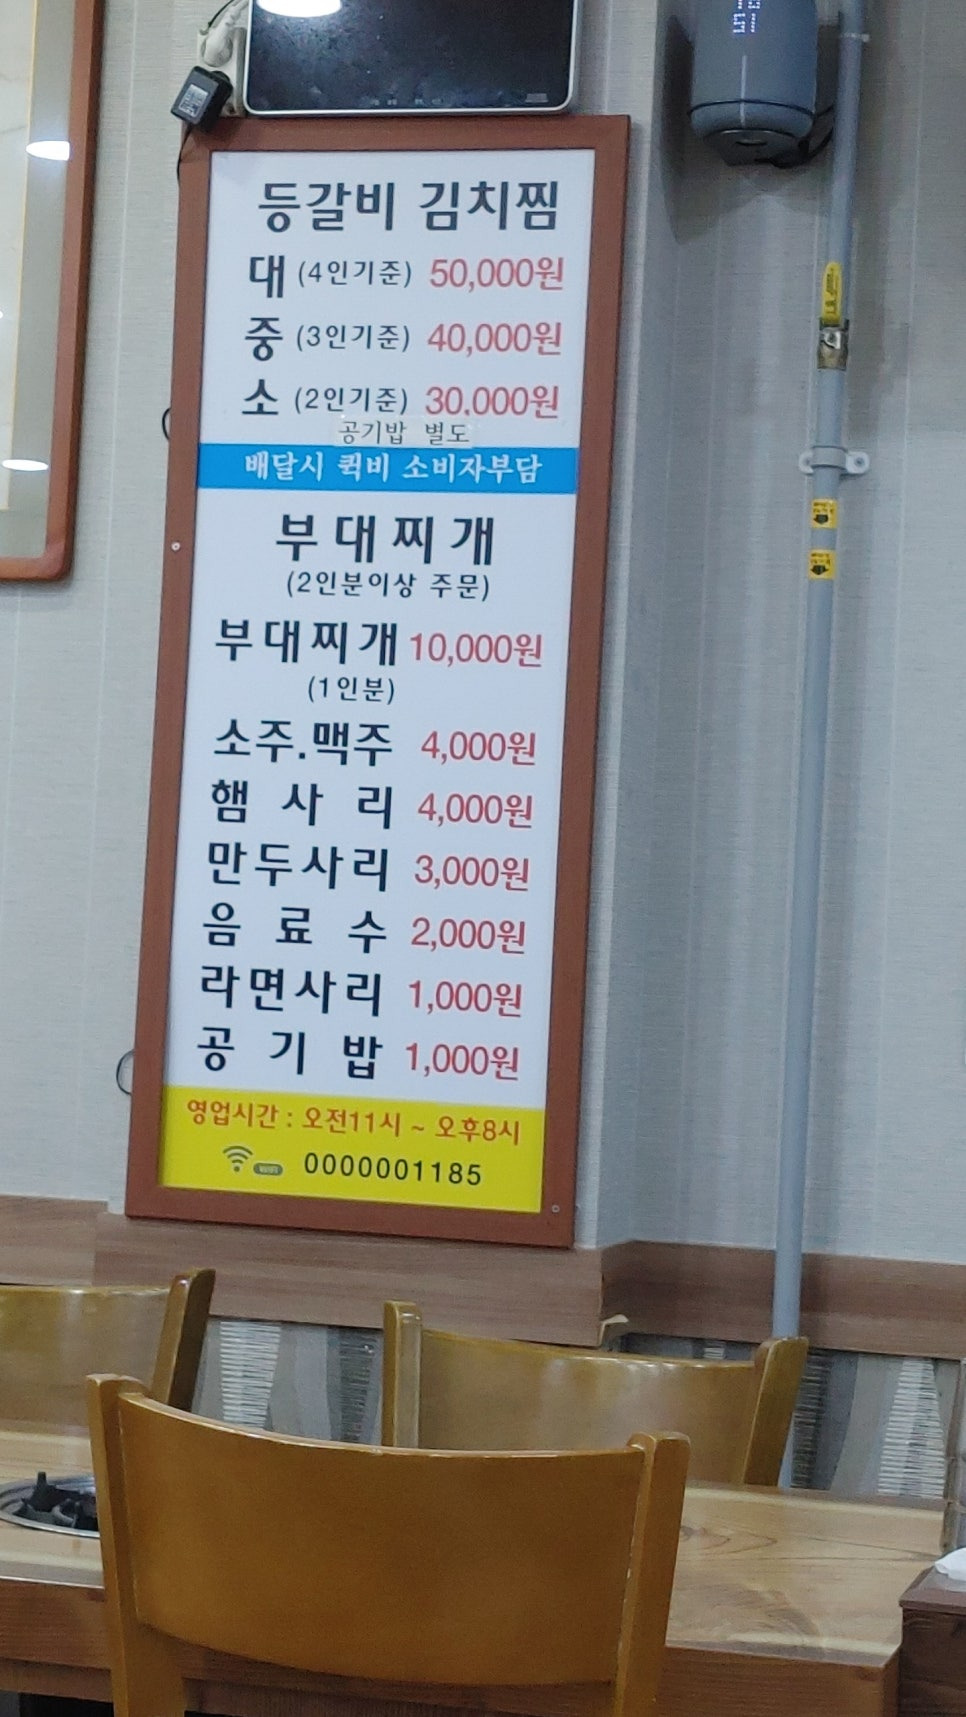 등갈비 김치찜
대 (4인기준) 50,000원
중 (3인기준) 40,000원
소 (2인기준) 30,000원
공기밥 별도
배달시 퀵비 소비자부담
부대찌개
(2인분이상 주문)
부대찌개 10,000원
(1인분)
소주.맥주 4,000원
햄 사 리 4,000원
만두사리 3,000원
음 료 수 2,000원
라면사리 1,000원
공 기 밥 1,000원
영업시간 : 오전11시 ~ 오후8시
0000001185